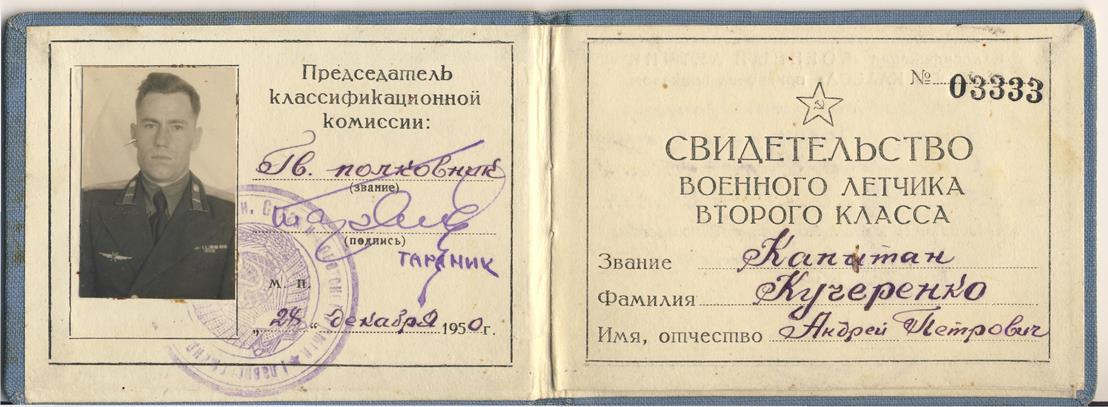 Председатель
классификационной
комиссии:
Гв. полковник
(звание)
(подпись)
ТАРАНИК
М. П.
„24“ декабря 1950 г.
№ 03333
СВИДЕТЕЛЬСТВО
ВОЕННОГО ЛЕТЧИКА
ВТОРОГО КЛАССА
Звание Капитан
Фамилия Кучеренко
Имя, отчество Андрей Петрович